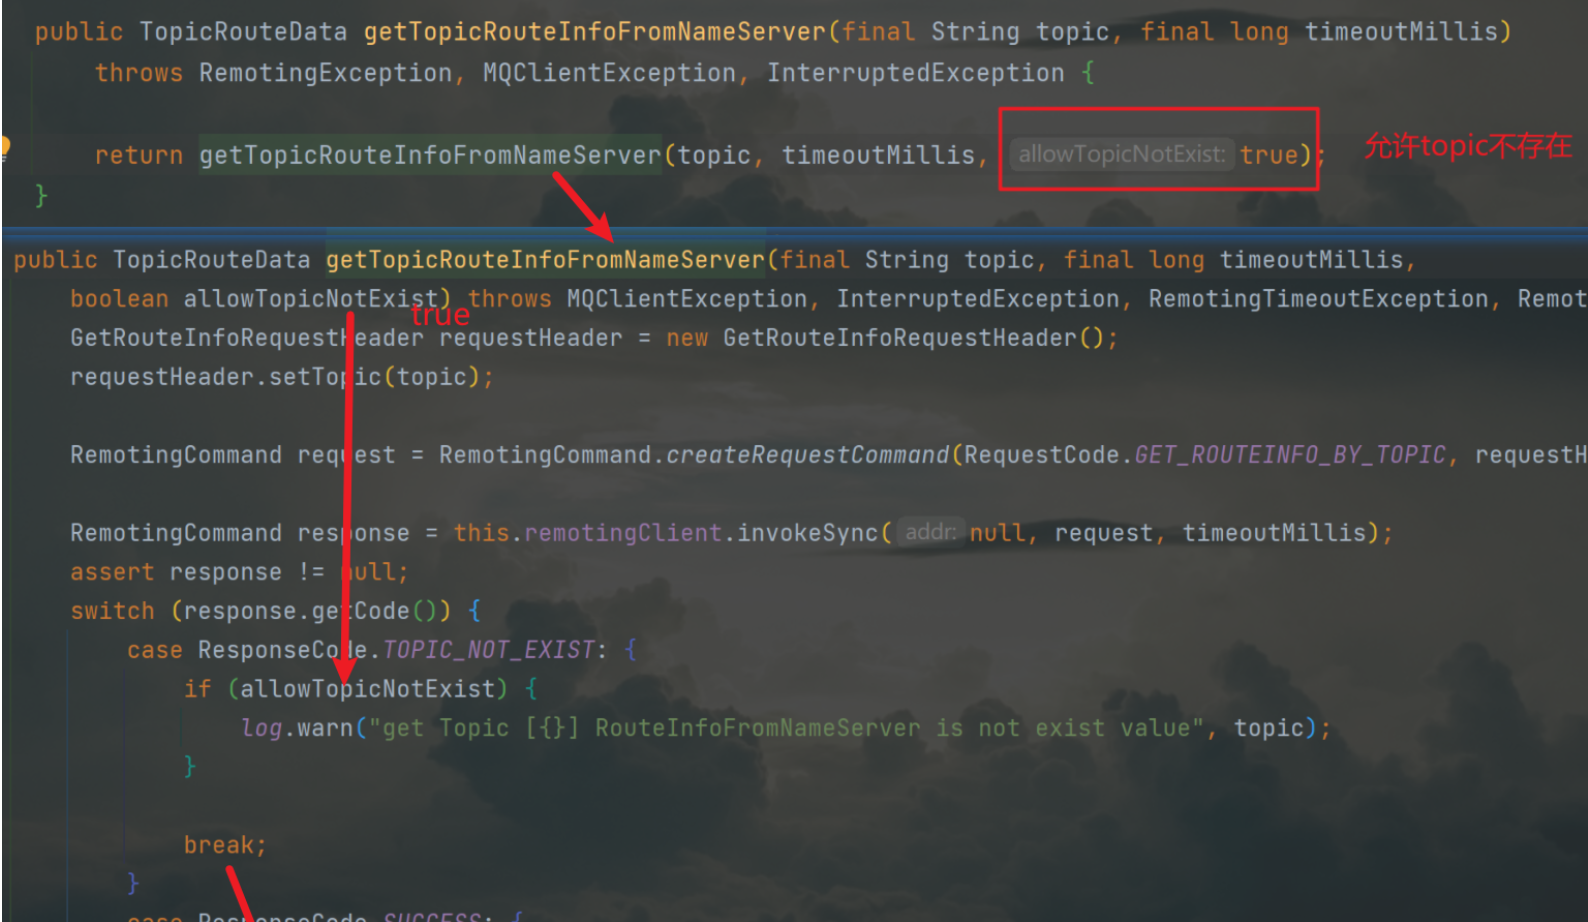 public TopicRouteData getTopicRouteInfoFromNameServer(final String topic, final long timeoutMillis)
throws RemotingException, MQClientException, InterruptedException {
return getTopicRouteInfoFromNameServer(topic, timeoutMillis, allowTopicNotExist: true); 允许topic不存在
}
public TopicRouteData getTopicRouteInfoFromNameServer(final String topic, final long timeoutMillis,
boolean allowTopicNotExist) throws MQClientException, InterruptedException, RemotingTimeoutException, Remot
true
GetRouteInfoRequestHeader requestHeader = new GetRouteInfoRequestHeader();
requestHeader.setTopic(topic);
RemotingCommand request = RemotingCommand.createRequestCommand(RequestCode.GET_ROUTEINFO_BY_TOPIC, requestH
RemotingCommand response = this.remotingClient.invokeSync( addr: null, request, timeoutMillis);
assert response != null;
switch (response.getCode()) {
case ResponseCode.TOPIC_NOT_EXIST: {
if (allowTopicNotExist) {
log.warn("get Topic [{}] RouteInfoFromNameServer is not exist value", topic);
}
break;
}
case ResponseCode.SUCCESS: {